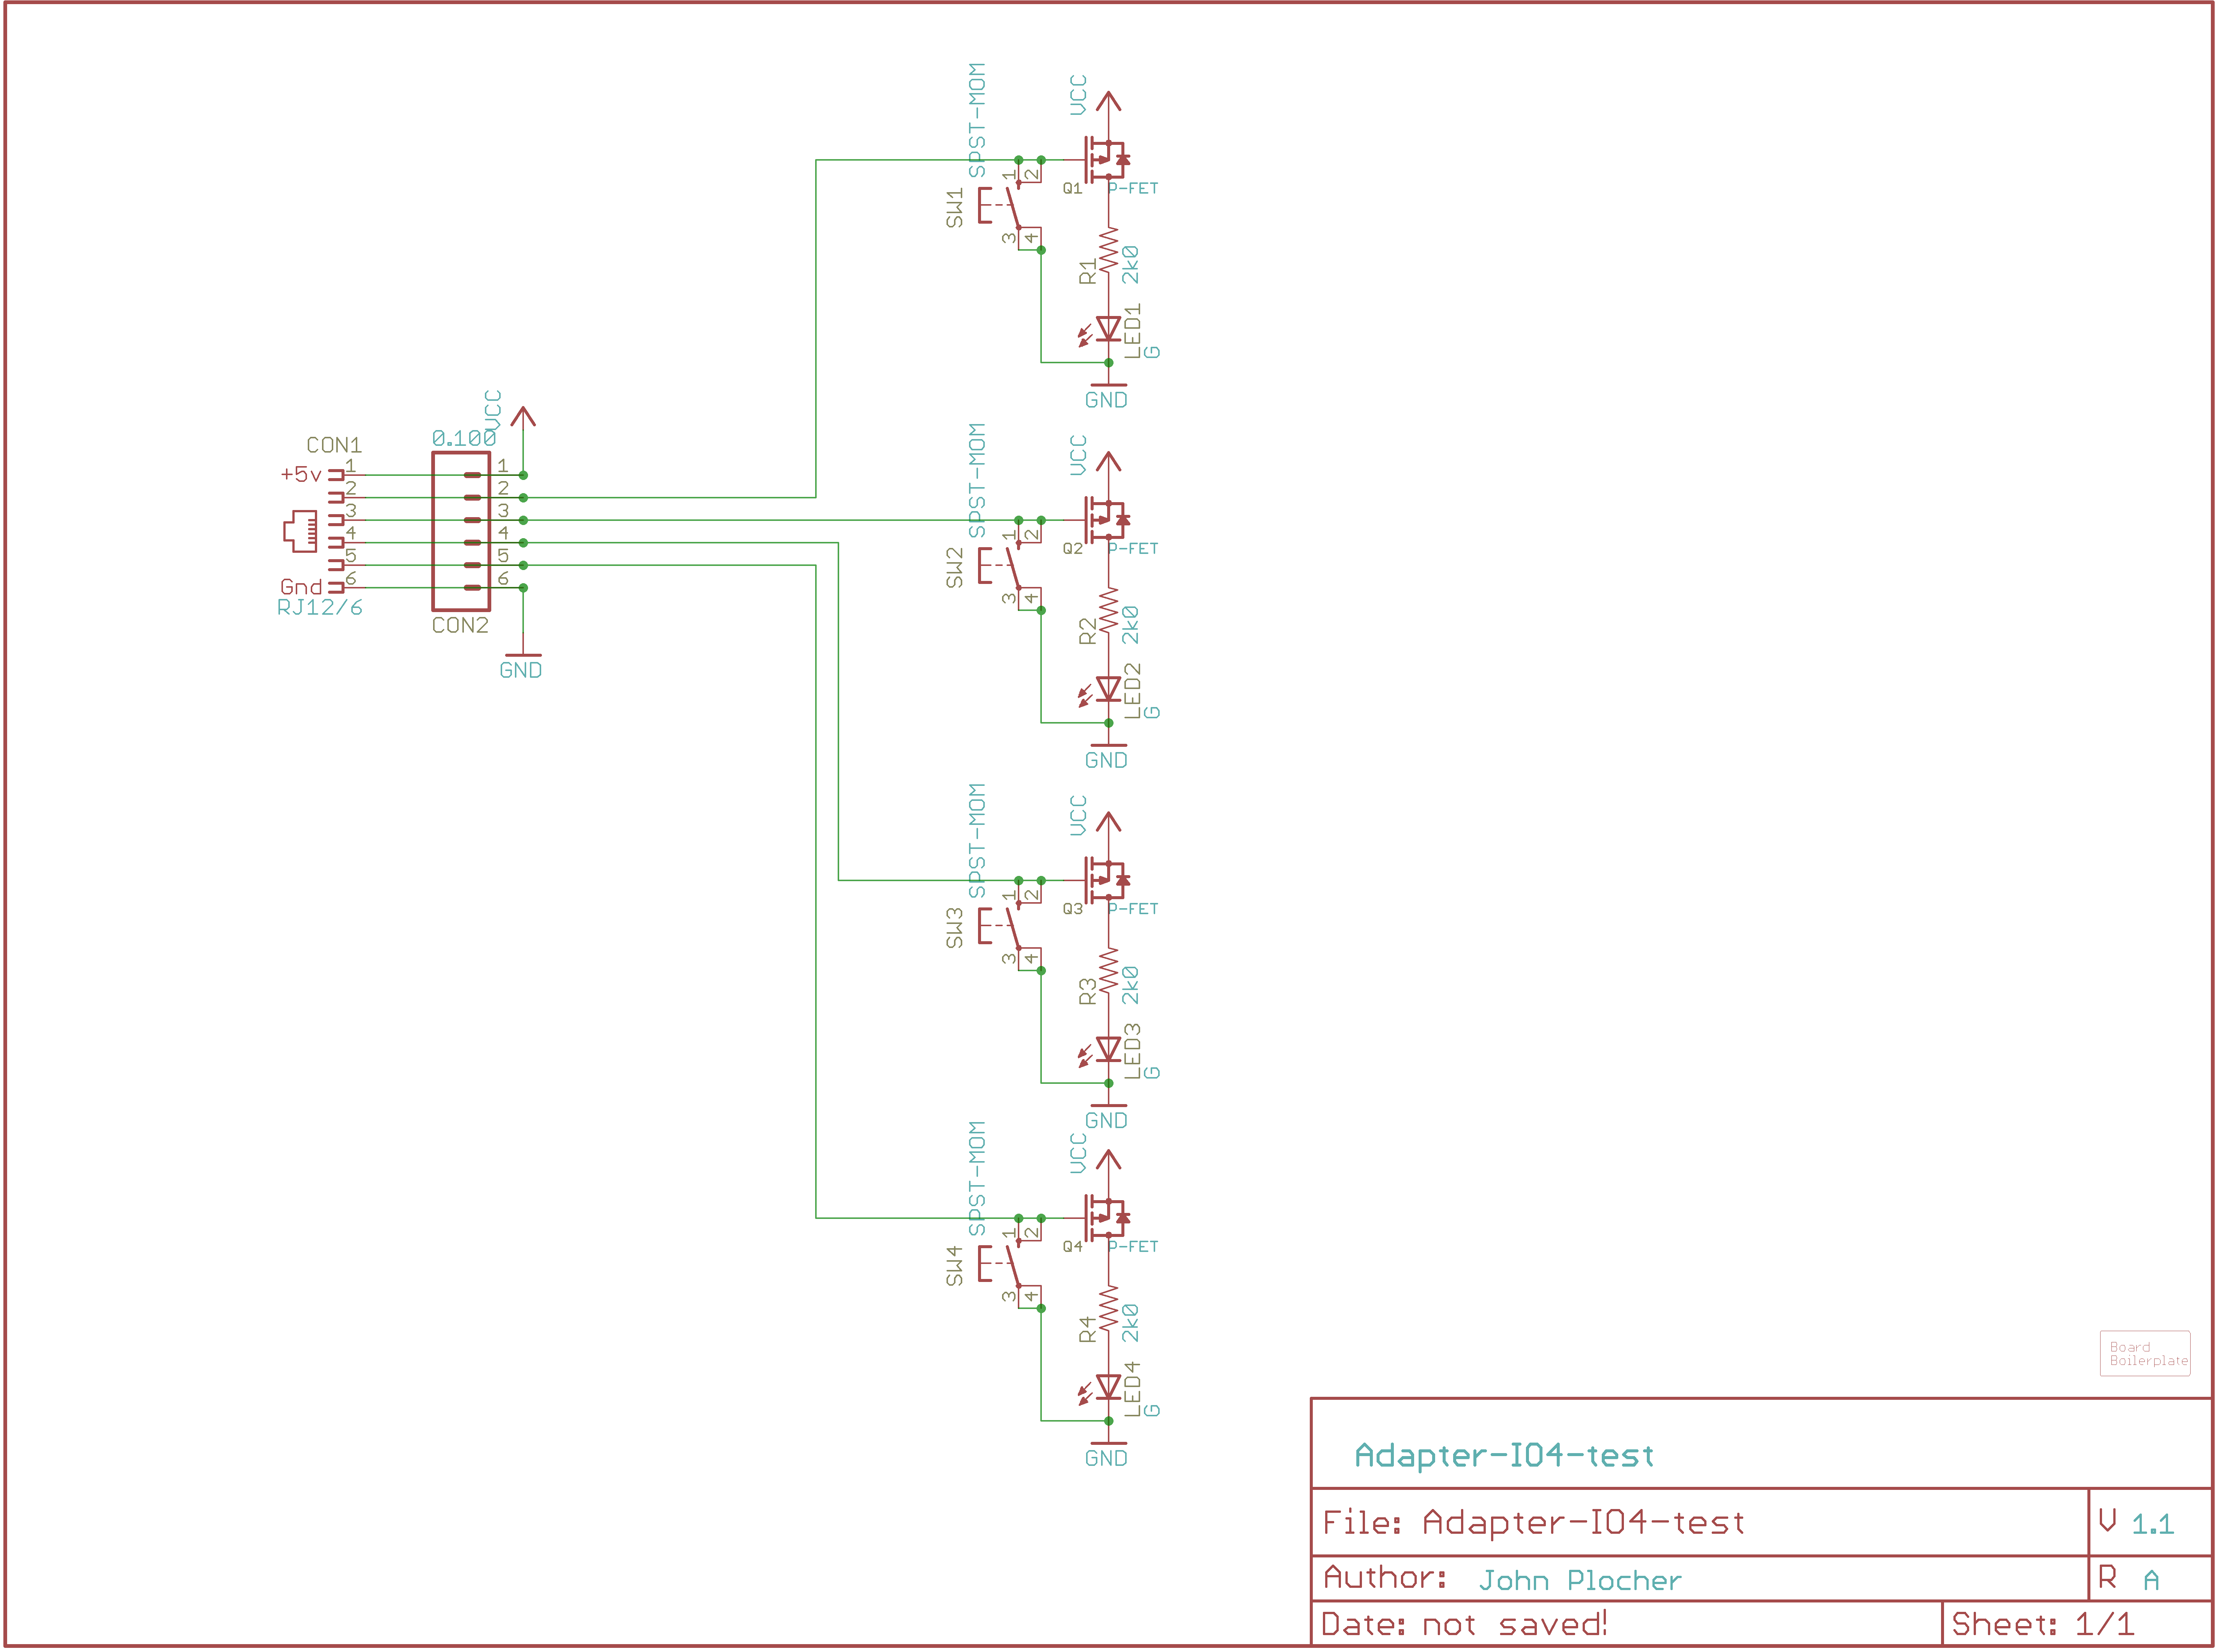 CON1
+5v
1
2
3
4
5
6
Gnd
RJ12/6
0.100
VCC
1
2
3
4
5
6
CON2
GND
SPST-MOM
SW1
1
2
3
4
VCC
Q1
P-FET
R1
2k0
LED1
G
GND
SPST-MOM
SW2
1
2
3
4
VCC
Q2
P-FET
R2
2k0
LED2
G
GND
SPST-MOM
SW3
1
2
3
4
VCC
Q3
P-FET
R3
2k0
LED3
G
GND
SPST-MOM
SW4
1
2
3
4
VCC
Q4
P-FET
R4
2k0
LED4
G
GND
Board
Boilerplate
Adapter-IO4-test
File: Adapter-IO4-test
V 1.1
Author: John Plocher
R A
Date: not saved!
Sheet: 1/1